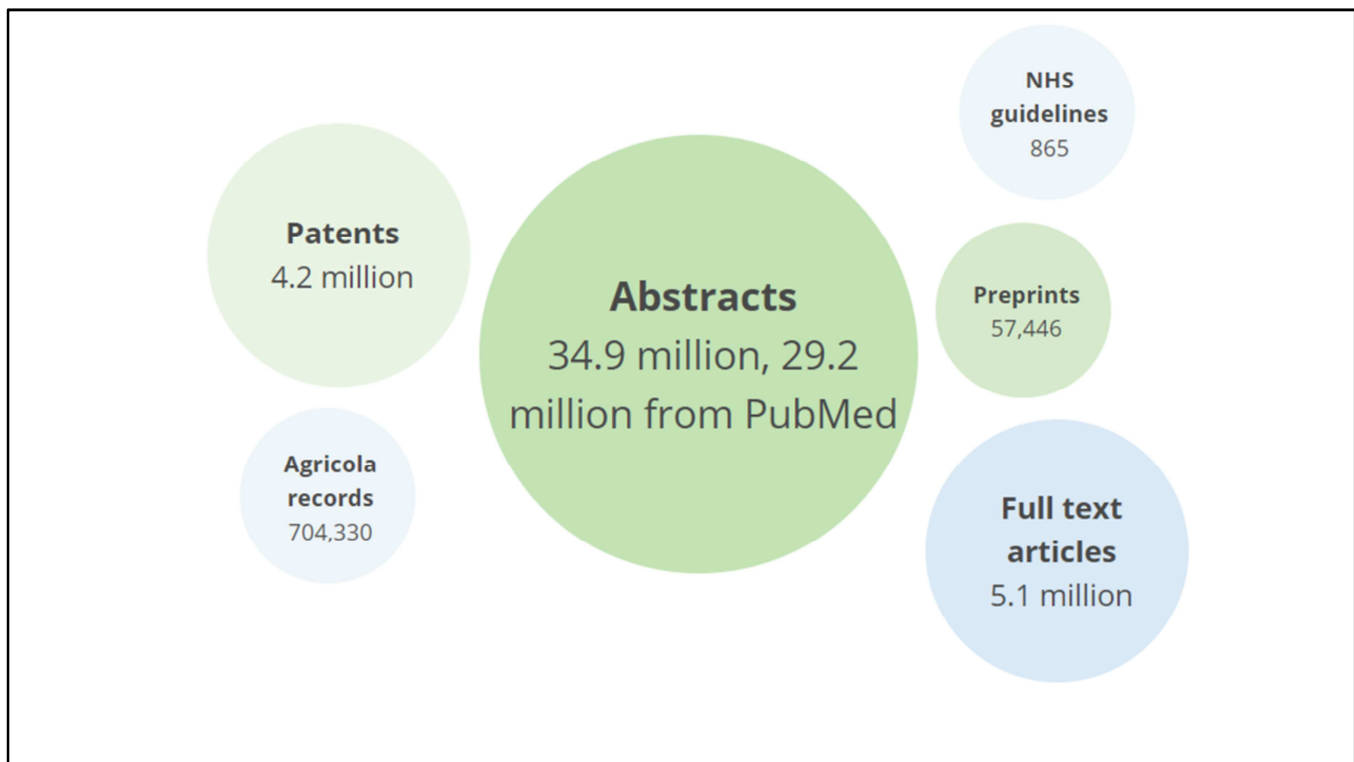 Patents
4.2 million
Agricola
records
704,330
Abstracts
34.9 million, 29.2
million from PubMed
NHS
guidelines
865
Preprints
57,446
Full text
articles
5.1 million